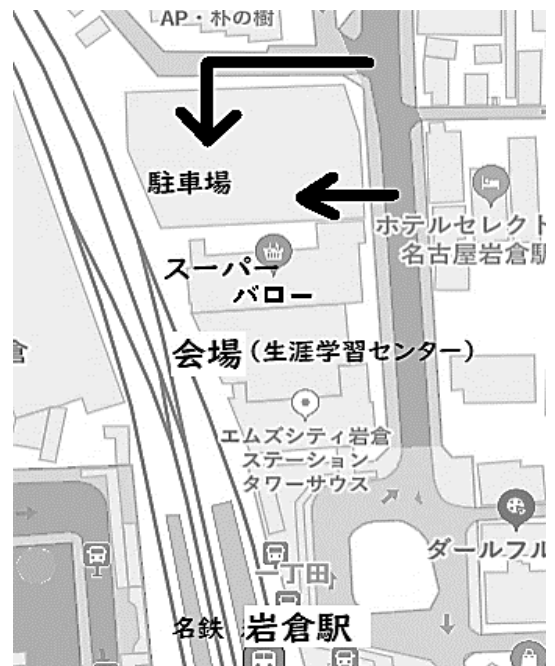 AP・朴の樹
駐車場
ホテルセレクト
名古屋岩倉駅
スーパー
バロー
会場(生涯学習センター)
倉
エムズシティ岩倉
ステーション
タワーサウス
ダールフル
一丁田
名鉄 岩倉駅